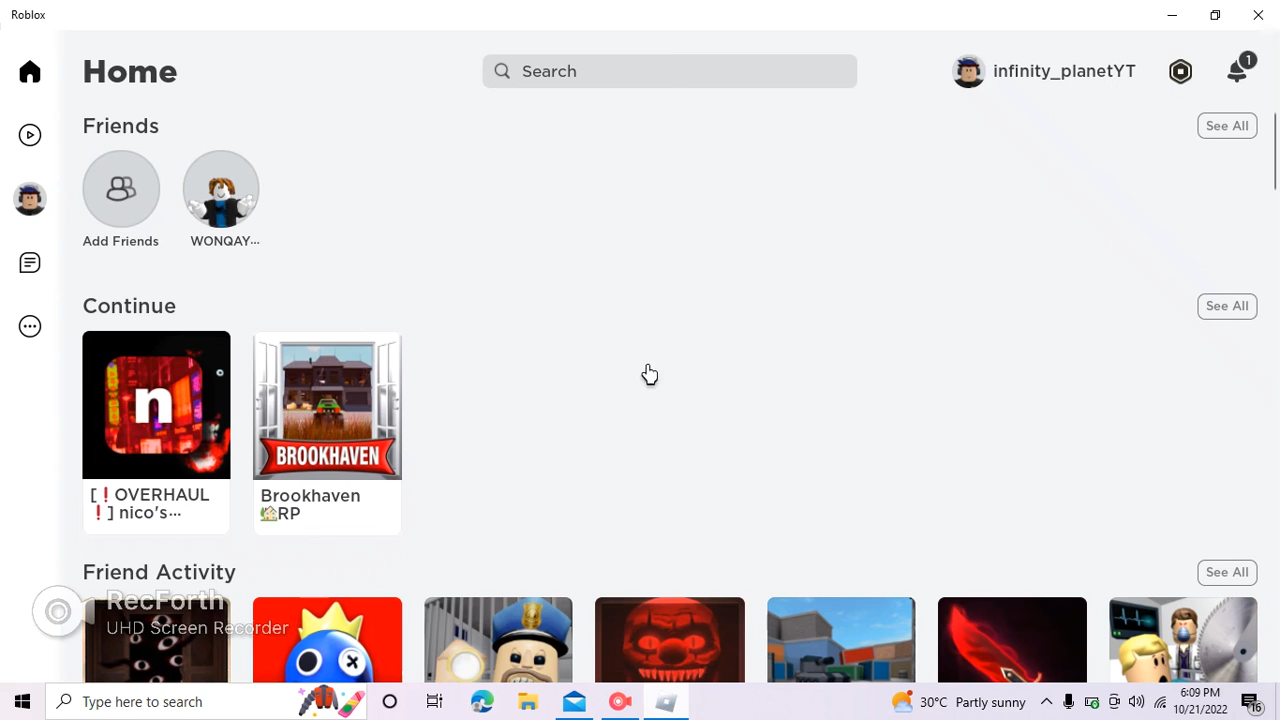 Roblox
Home
Search
infinity_planetYT
1
Friends
See All
Add Friends
WONQAY...
Continue
See All
n
BROOKHAVEN
[❗OVERHAUL
❗] nico's...
Brookhaven
🏡RP
Friend Activity
See All
RecForth
UHD Screen Recorder
Type here to search
30°C Partly sunny
6:09 PM
10/21/2022
16